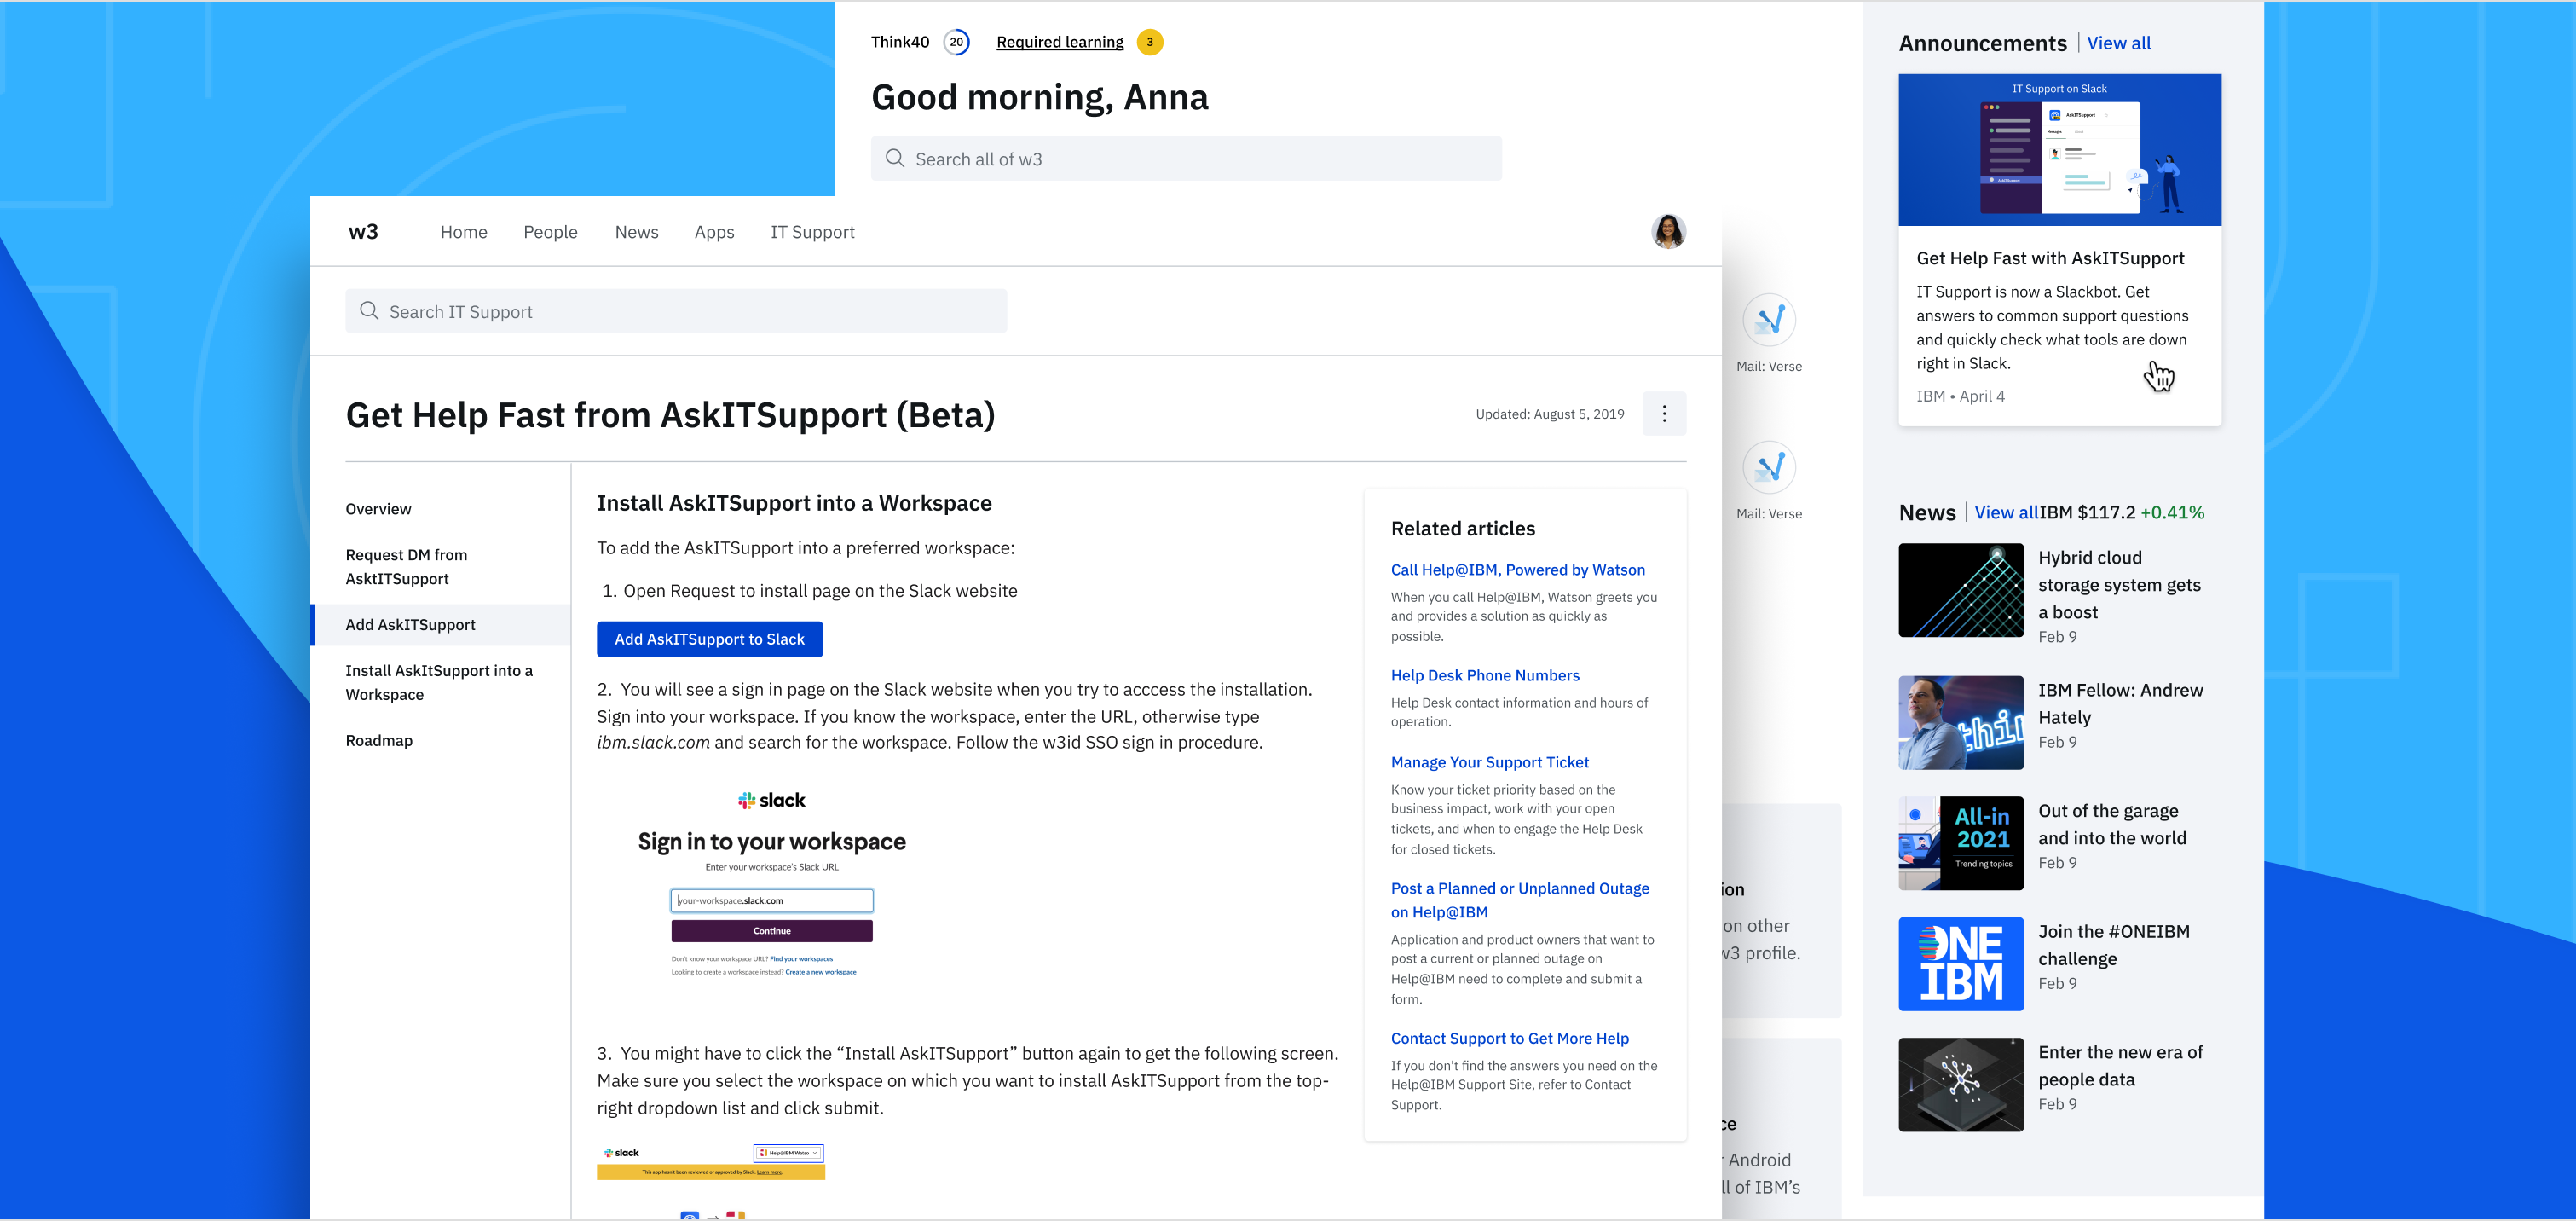 Think40 20 Required learning 3
Good morning, Anna
Search all of w3
w3 Home People News Apps IT Support
Search IT Support
Get Help Fast from AskITSupport (Beta)
Updated: August 5, 2019
Overview
Request DM from
AsktITSupport
Add AskITSupport
Install AskItSupport into a
Workspace
Roadmap
Install AskITSupport into a Workspace
To add the AskITSupport into a preferred workspace:
1. Open Request to install page on the Slack website
Add AskITSupport to Slack
2. You will see a sign in page on the Slack website when you try to acccess the installation.
Sign into your workspace. If you know the workspace, enter the URL, otherwise type
ibm.slack.com and search for the workspace. Follow the w3id SSO sign in procedure.
slack
Sign in to your workspace
Enter your workspace's Slack URL
your-workspace.slack.com
Continue
Don't know your workspace URL? Find your workspaces
Looking to create a workspace instead? Create a new workspace
3. You might have to click the “Install AskITSupport” button again to get the following screen.
Make sure you select the workspace on which you want to install AskITSupport from the top-
right dropdown list and click submit.
slack Help@IBM Watso
This app hasn't been reviewed or approved by Slack. Learn more.
Related articles
Call Help@IBM, Powered by Watson
When you call Help@IBM, Watson greets you
and provides a solution as quickly as
possible.
Help Desk Phone Numbers
Help Desk contact information and hours of
operation.
Manage Your Support Ticket
Know your ticket priority based on the
business impact, work with your open
tickets, and when to engage the Help Desk
for closed tickets.
Post a Planned or Unplanned Outage
on Help@IBM
Application and product owners that want to
post a current or planned outage on
Help@IBM need to complete and submit a
form.
Contact Support to Get More Help
If you don't find the answers you need on the
Help@IBM Support Site, refer to Contact
Support.
Mail: Verse
Mail: Verse
ion
on other
w3 profile.
ce
r Android
ll of IBM’s
Announcements View all
IT Support on Slack
AskITSupport
Messages
AskITSupport
Get Help Fast with AskITSupport
IT Support is now a Slackbot. Get
answers to common support questions
and quickly check what tools are down
right in Slack.
IBM • April 4
News View all IBM $117.2 +0.41%
Hybrid cloud
storage system gets
a boost
Feb 9
thin
IBM Fellow: Andrew
Hately
Feb 9
All-in
2021
Trending topics
Out of the garage
and into the world
Feb 9
ONE
IBM
Join the #ONEIBM
challenge
Feb 9
Enter the new era of
people data
Feb 9